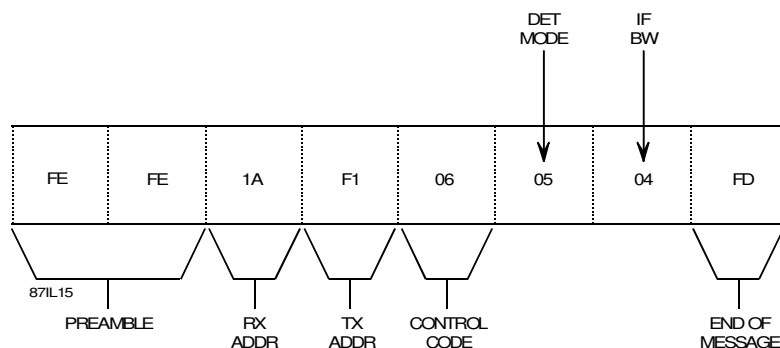 DET
MODE
IF
BW
FE FE 1A F1 06 05 04 FD
87IL15
PREAMBLE
RX
ADDR
TX
ADDR
CONTROL
CODE
END OF
MESSAGE